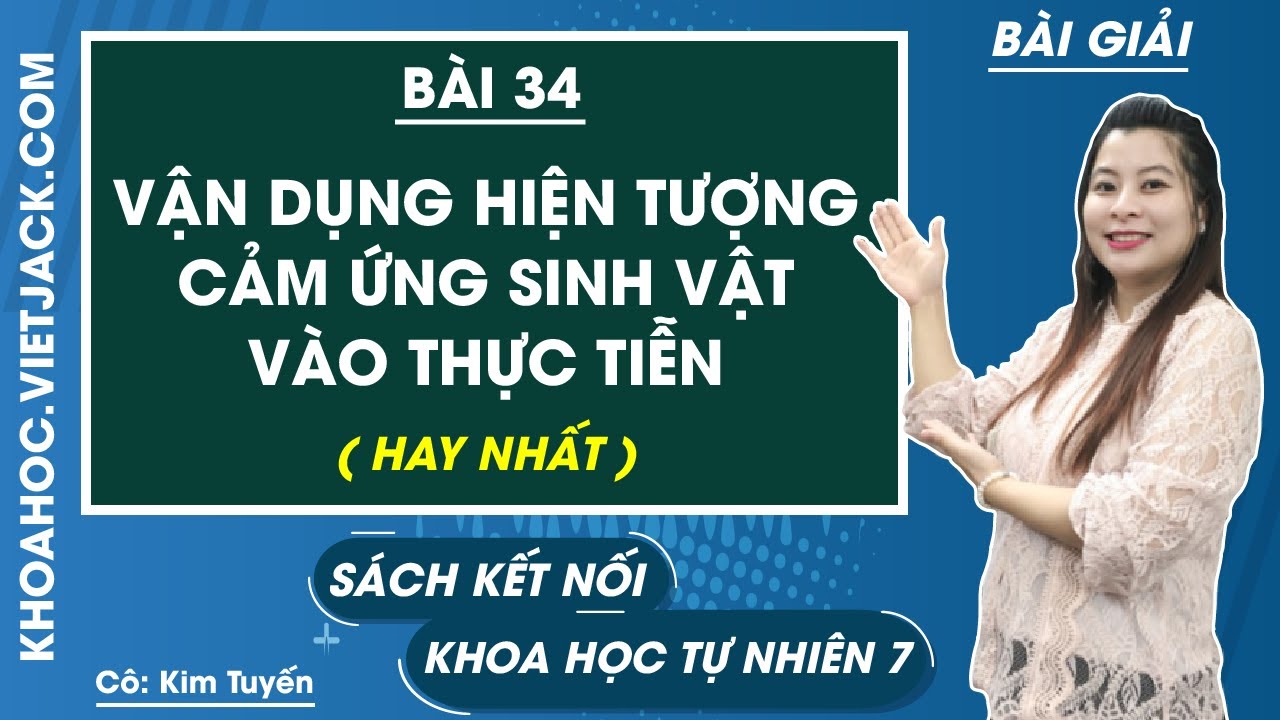 KHOAHOC.VIETJACK.COM
BÀI GIẢI
BÀI 34
VẬN DỤNG HIỆN TƯỢNG
CẢM ỨNG SINH VẬT
VÀO THỰC TIỄN
( HAY NHẤT )
SÁCH KẾT NỐI
KHOA HỌC TỰ NHIÊN 7
Cô: Kim Tuyến